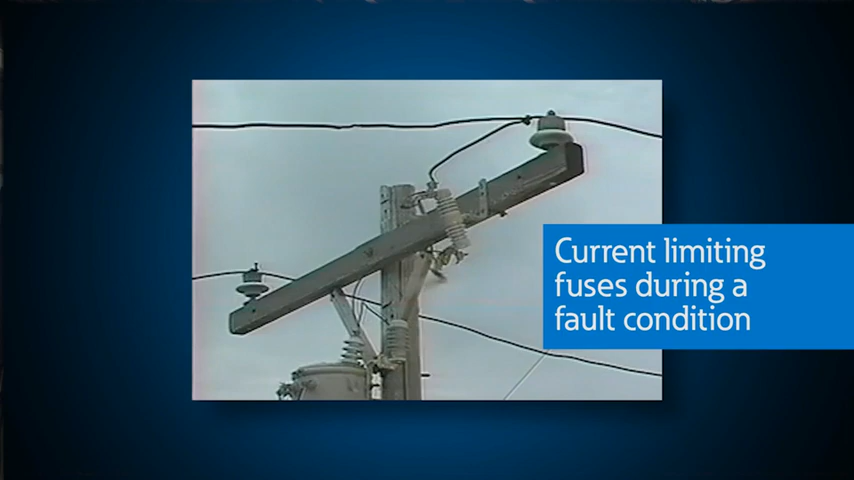 Current limiting
fuses during a
fault condition